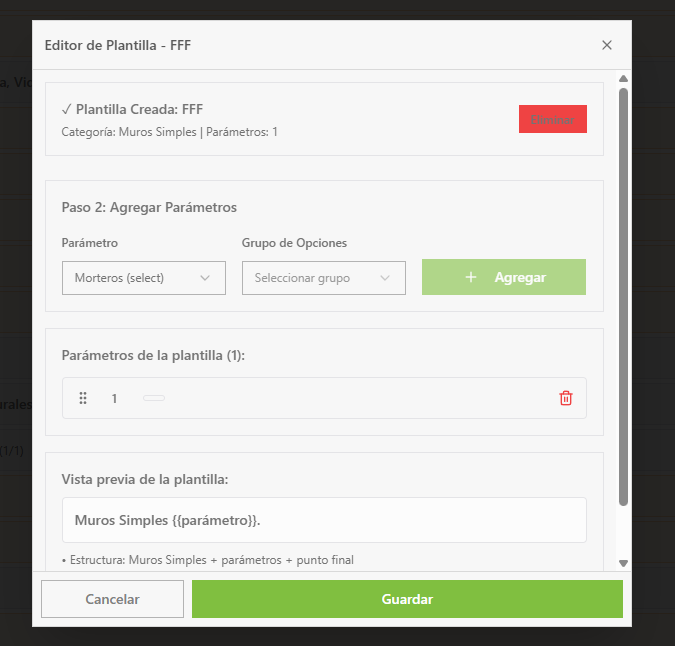 Editor de Plantilla - FFF
a, Vic
✓ Plantilla Creada: FFF
Categoría: Muros Simples | Parámetros: 1
Eliminar
Paso 2: Agregar Parámetros
Parámetro
Grupo de Opciones
Morteros (select)
Seleccionar grupo
+ Agregar
Parámetros de la plantilla (1):
1
urales
(1/1)
Vista previa de la plantilla:
Muros Simples {{parámetro}}.
• Estructura: Muros Simples + parámetros + punto final
Cancelar
Guardar